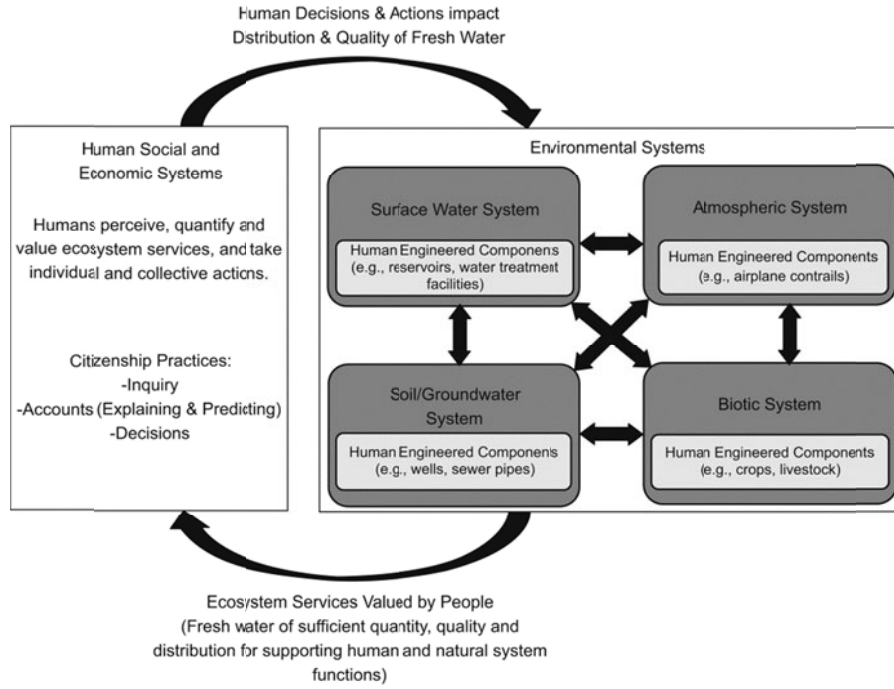 Human Decisions & Actions impact
Distribution & Quality of Fresh Water
Human Social and
Economic Systems
Humans perceive, quantify and
value ecosystem services, and take
individual and collective actions.
Citizenship Practices:
-Inquiry
-Accounts (Explaining & Predicting)
-Decisions
Environmental Systems
Surface Water System
Human Engineered Components
(e.g., reservoirs, water treatment
facilities)
Atmospheric System
Human Engineered Components
(e.g., airplane contrails)
Soil/Groundwater
System
Human Engineered Components
(e.g., wells, sewer pipes)
Biotic System
Human Engineered Components
(e.g., crops, livestock)
Ecosystem Services Valued by People
(Fresh water of sufficient quantity, quality and
distribution for supporting human and natural system
functions)